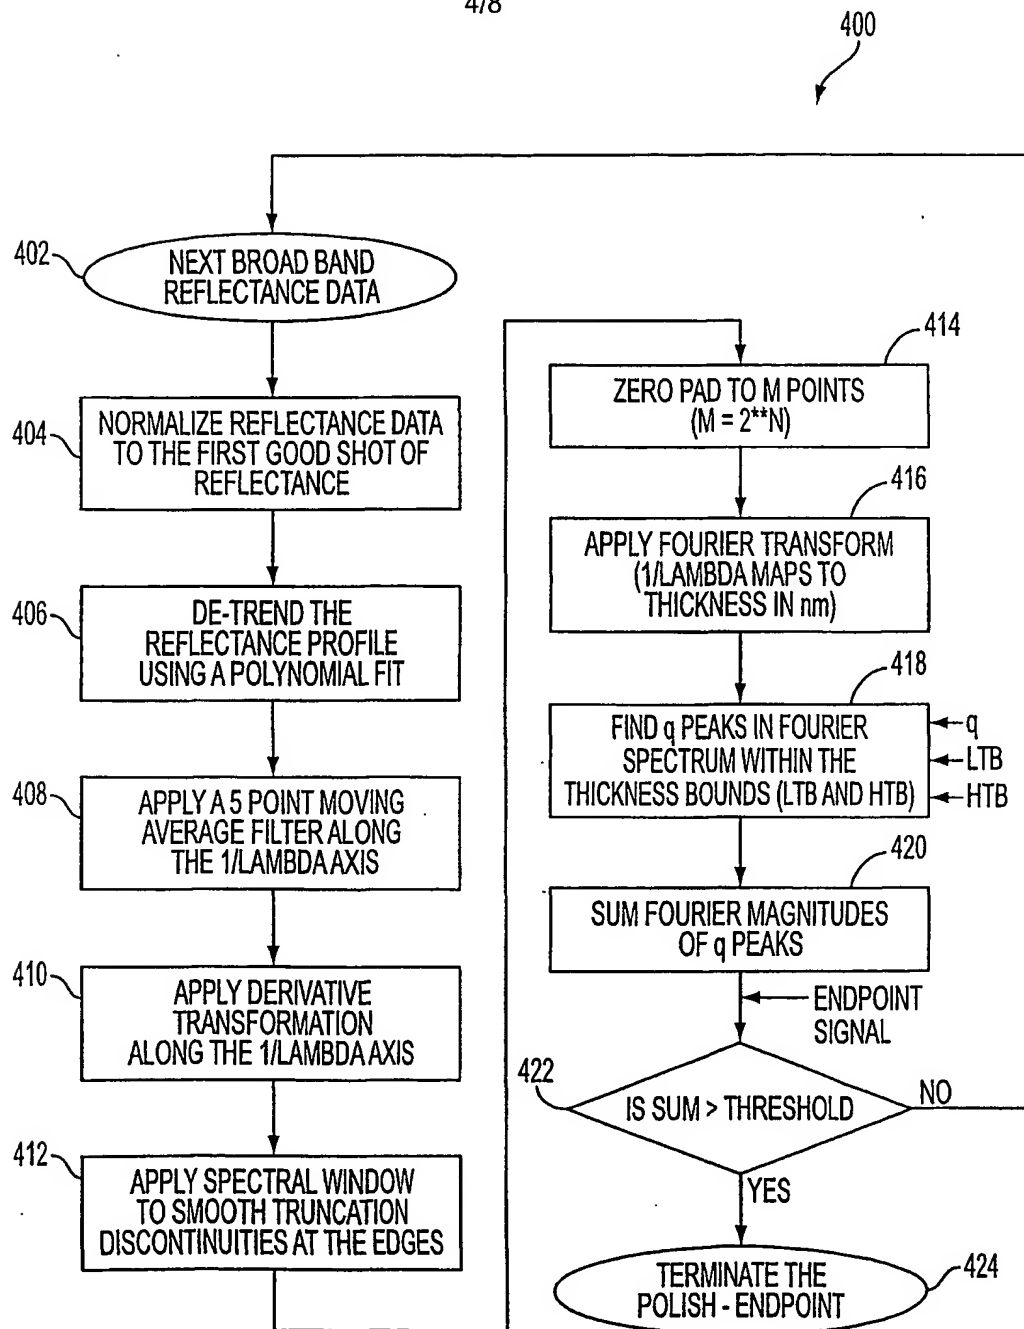 4/8
400
402
NEXT BROAD BAND
REFLECTANCE DATA
404
NORMALIZE REFLECTANCE DATA
TO THE FIRST GOOD SHOT OF
REFLECTANCE
406
DE-TREND THE
REFLECTANCE PROFILE
USING A POLYNOMIAL FIT
408
APPLY A 5 POINT MOVING
AVERAGE FILTER ALONG
THE 1/LAMBDA AXIS
410
APPLY DERIVATIVE
TRANSFORMATION
ALONG THE 1/LAMBDA AXIS
412
APPLY SPECTRAL WINDOW
TO SMOOTH TRUNCATION
DISCONTINUITIES AT THE EDGES
414
ZERO PAD TO M POINTS
(M = 2**N)
416
APPLY FOURIER TRANSFORM
(1/LAMBDA MAPS TO
THICKNESS IN nm)
418
FIND q PEAKS IN FOURIER
SPECTRUM WITHIN THE
THICKNESS BOUNDS (LTB AND HTB)
q
LTB
HTB
420
SUM FOURIER MAGNITUDES
OF q PEAKS
ENDPOINT
SIGNAL
422
IS SUM > THRESHOLD
NO
YES
424
TERMINATE THE
POLISH - ENDPOINT